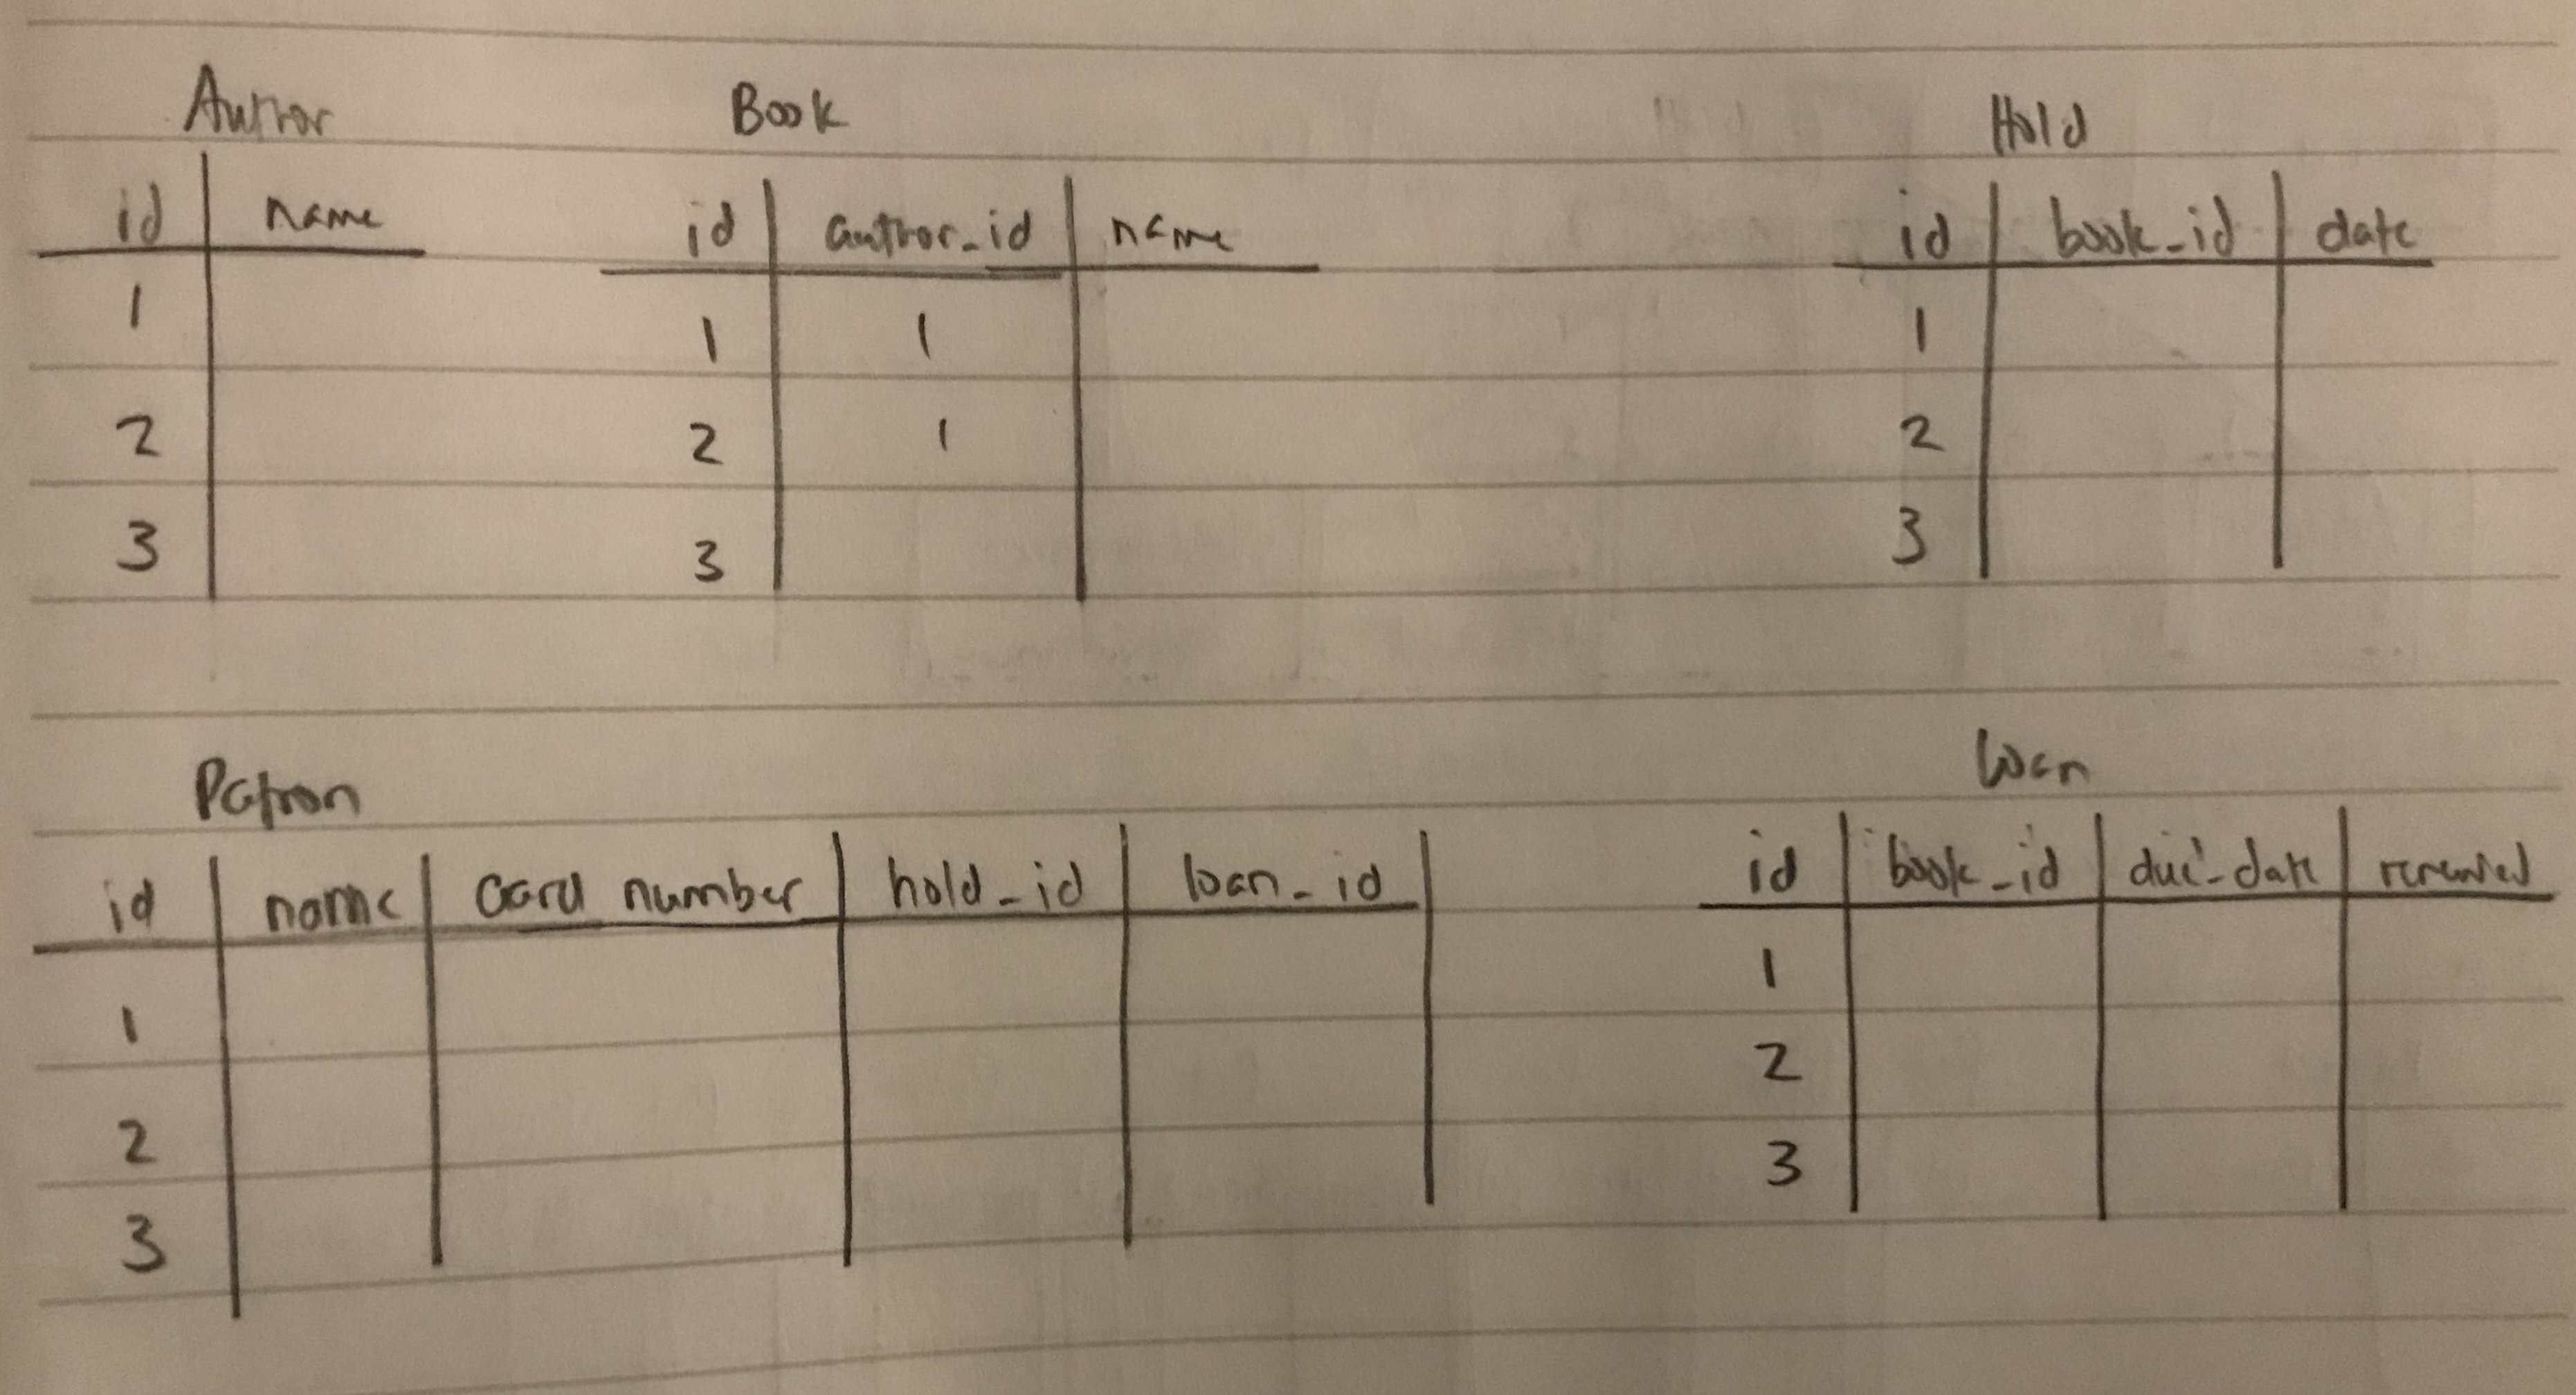 Author
id name
1
2
3
Book
id author_id name
1 1
2 1
3
Hold
id book_id date
1
2
3
Patron
id name card number hold_id loan_id
1
2
3
Loan
id book_id due_date renewed
1
2
3